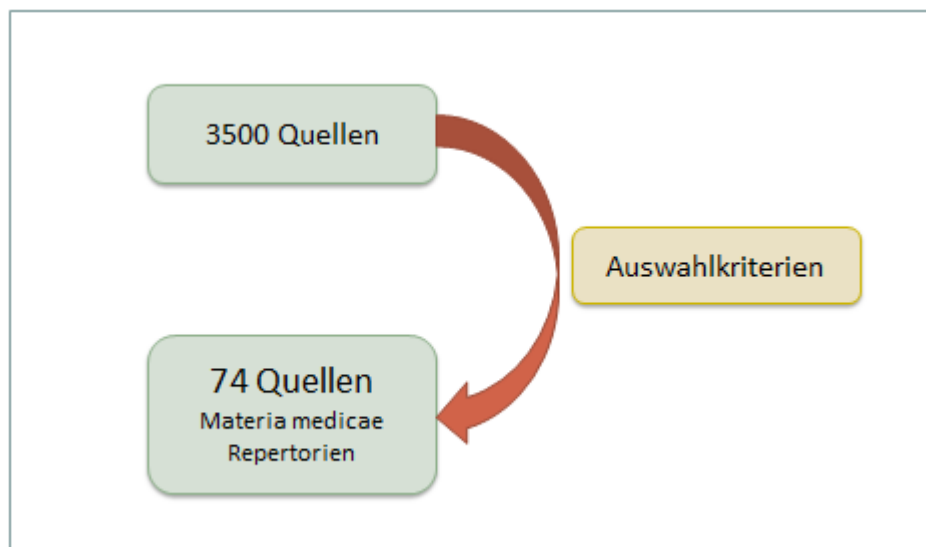 3500 Quellen
Auswahlkriterien
74 Quellen
Materia medicae
Repertorien